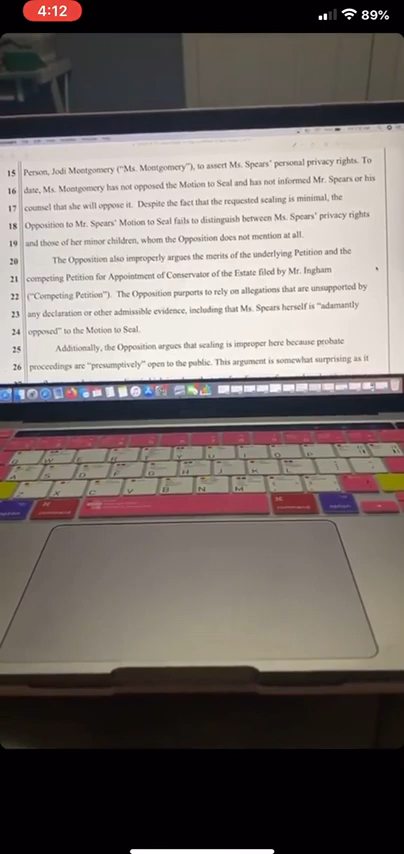 4:12
89%
15 Person, Jodi Montgomery ("Ms. Montgomery"), to assert Ms. Spears' personal privacy rights. To
16 date, Ms. Montgomery has not opposed the Motion to Seal and has not informed Mr. Spears or his
17 counsel that she will oppose it. Despite the fact that the requested sealing is minimal, the
18 Opposition to Mr. Spears' Motion to Seal fails to distinguish between Ms. Spears' privacy rights
19 and those of her minor children, whom the Opposition does not mention at all.
20 The Opposition also improperly argues the merits of the underlying Petition and the
21 competing Petition for Appointment of Conservator of the Estate filed by Mr. Ingham
22 ("Competing Petition"). The Opposition purports to rely on allegations that are unsupported by
23 any declaration or other admissible evidence, including that Ms. Spears herself is "adamantly
24 opposed" to the Motion to Seal.
25 Additionally, the Opposition argues that sealing is improper here because probate
26 proceedings are "presumptively" open to the public. This argument is somewhat surprising as it
Q W E R T Y U I O P
A S D F G H J K L
Z X C V B N M
option command command option